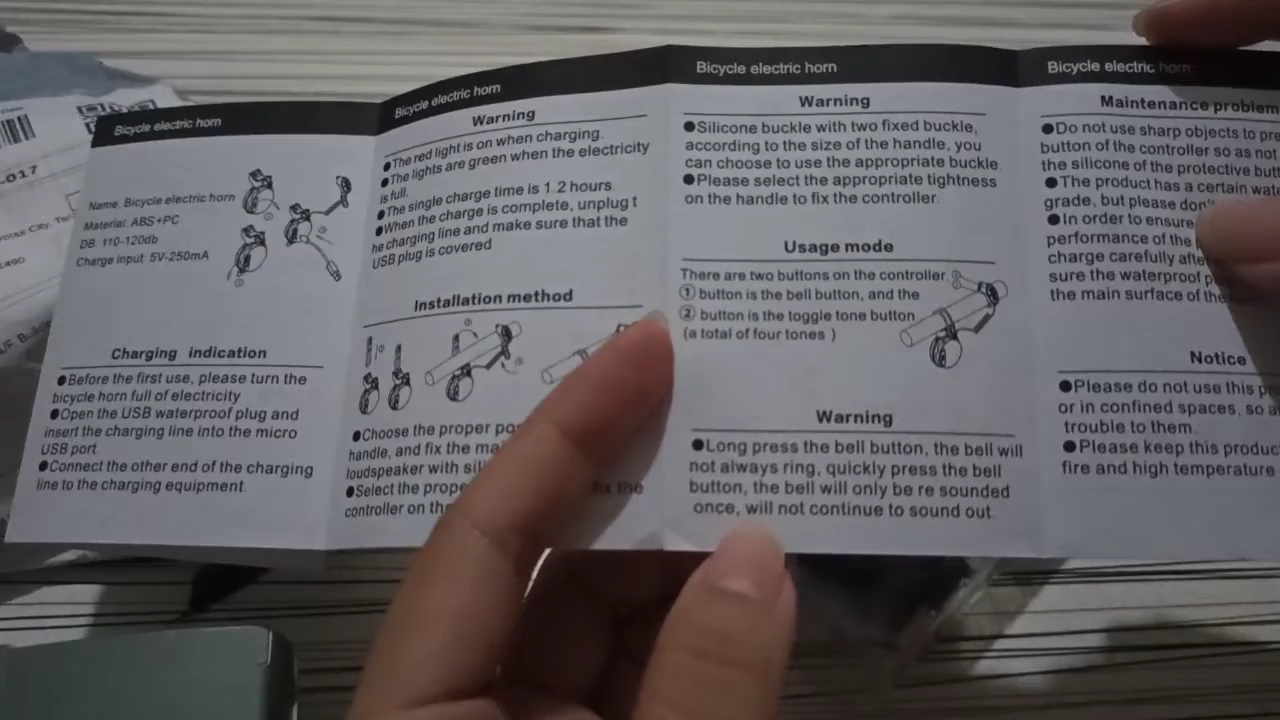 -017
Bicycle electric horn
Name: Bicycle electric horn
Material: ABS+PC
DB: 110-120db
Charge input: 5V-250mA
Charging indication
●Before the first use, please turn the
bicycle horn full of electricity
●Open the USB waterproof plug and
insert the charging line into the micro
USB port.
●Connect the other end of the charging
line to the charging equipment.
Bicycle electric horn
Warning
●The red light is on when charging.
●The lights are green when the electricity
is full.
●The single charge time is 1.2 hours.
●When the charge is complete, unplug t
he charging line and make sure that the
USB plug is covered
Installation method
●Choose the proper
handle, and fix the
loudspeaker with
●Select the
controller on the
Bicycle electric horn
Warning
●Silicone buckle with two fixed buckle,
according to the size of the handle, you
can choose to use the appropriate buckle.
●Please select the appropriate tightness
on the handle to fix the controller.
Usage mode
There are two buttons on the controller.
① button is the bell button, and the
② button is the toggle tone button
(a total of four tones )
Warning
●Long press the bell button, the bell will
not always ring, quickly press the bell
button, the bell will only be re sounded
once, will not continue to sound out.
Bicycle electric horn
Maintenance problem
●Do not use sharp objects to
button of the controller so as not
the silicone of the protective
●The product has a certain
grade, but please don't
●In order to ensure
performance of the
charge carefully
sure the waterproof
the main surface of the
Notice
●Please do not use this
or in confined spaces, so
trouble to them.
●Please keep this
fire and high temperature